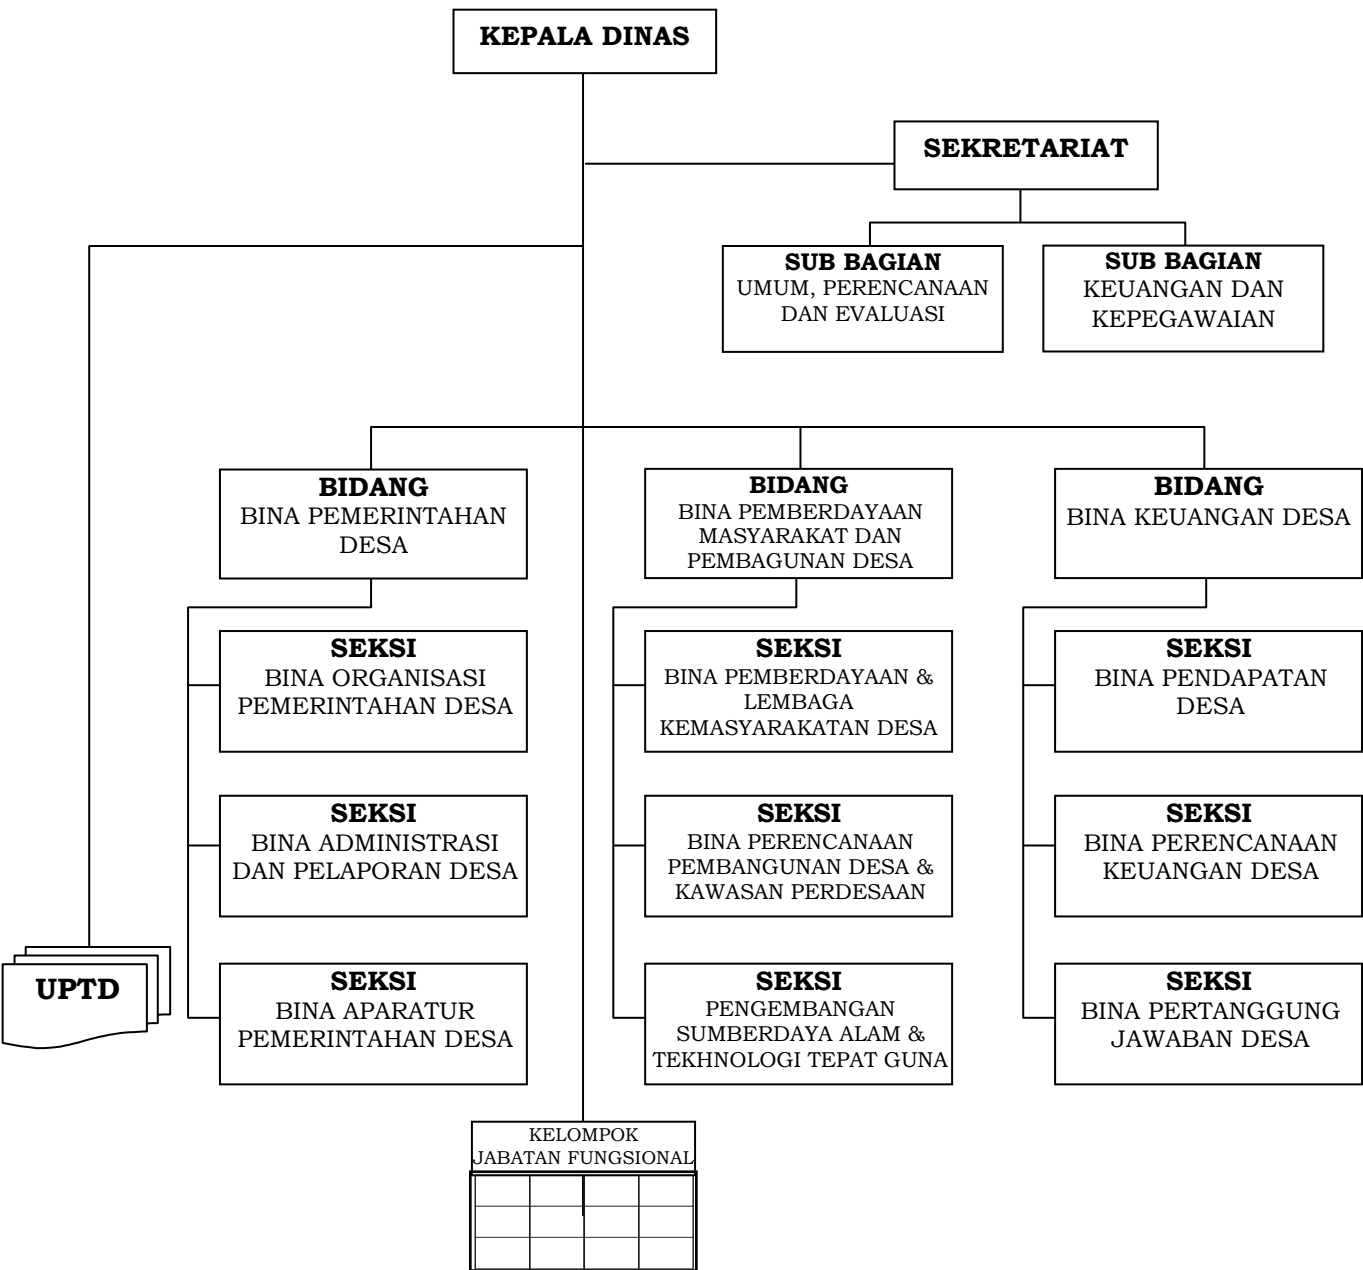 KEPALA DINAS
SEKRETARIAT
SUB BAGIAN
UMUM, PERENCANAAN
DAN EVALUASI
SUB BAGIAN
KEUANGAN DAN
KEPEGAWAIAN
BIDANG
BINA PEMERINTAHAN
DESA
BIDANG
BINA PEMBERDAYAAN
MASYARAKAT DAN
PEMBAGUNAN DESA
BIDANG
BINA KEUANGAN DESA
SEKSI
BINA ORGANISASI
PEMERINTAHAN DESA
SEKSI
BINA PEMBERDAYAAN &
LEMBAGA
KEMASYARAKATAN DESA
SEKSI
BINA PENDAPATAN
DESA
SEKSI
BINA ADMINISTRASI
DAN PELAPORAN DESA
SEKSI
BINA PERENCANAAN
PEMBANGUNAN DESA &
KAWASAN PERDESAAN
SEKSI
BINA PERENCANAAN
KEUANGAN DESA
UPTD
SEKSI
BINA APARATUR
PEMERINTAHAN DESA
SEKSI
PENGEMBANGAN
SUMBERDAYA ALAM &
TEKHNOLOGI TEPAT GUNA
SEKSI
BINA PERTANGGUNG
JAWABAN DESA
KELOMPOK
JABATAN FUNGSIONAL